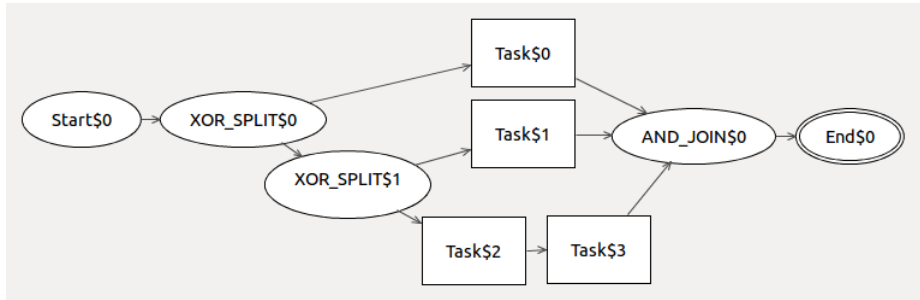 Task$0
Start$0
XOR_SPLIT$0
Task$1
AND_JOIN$0
End$0
XOR_SPLIT$1
Task$2
Task$3